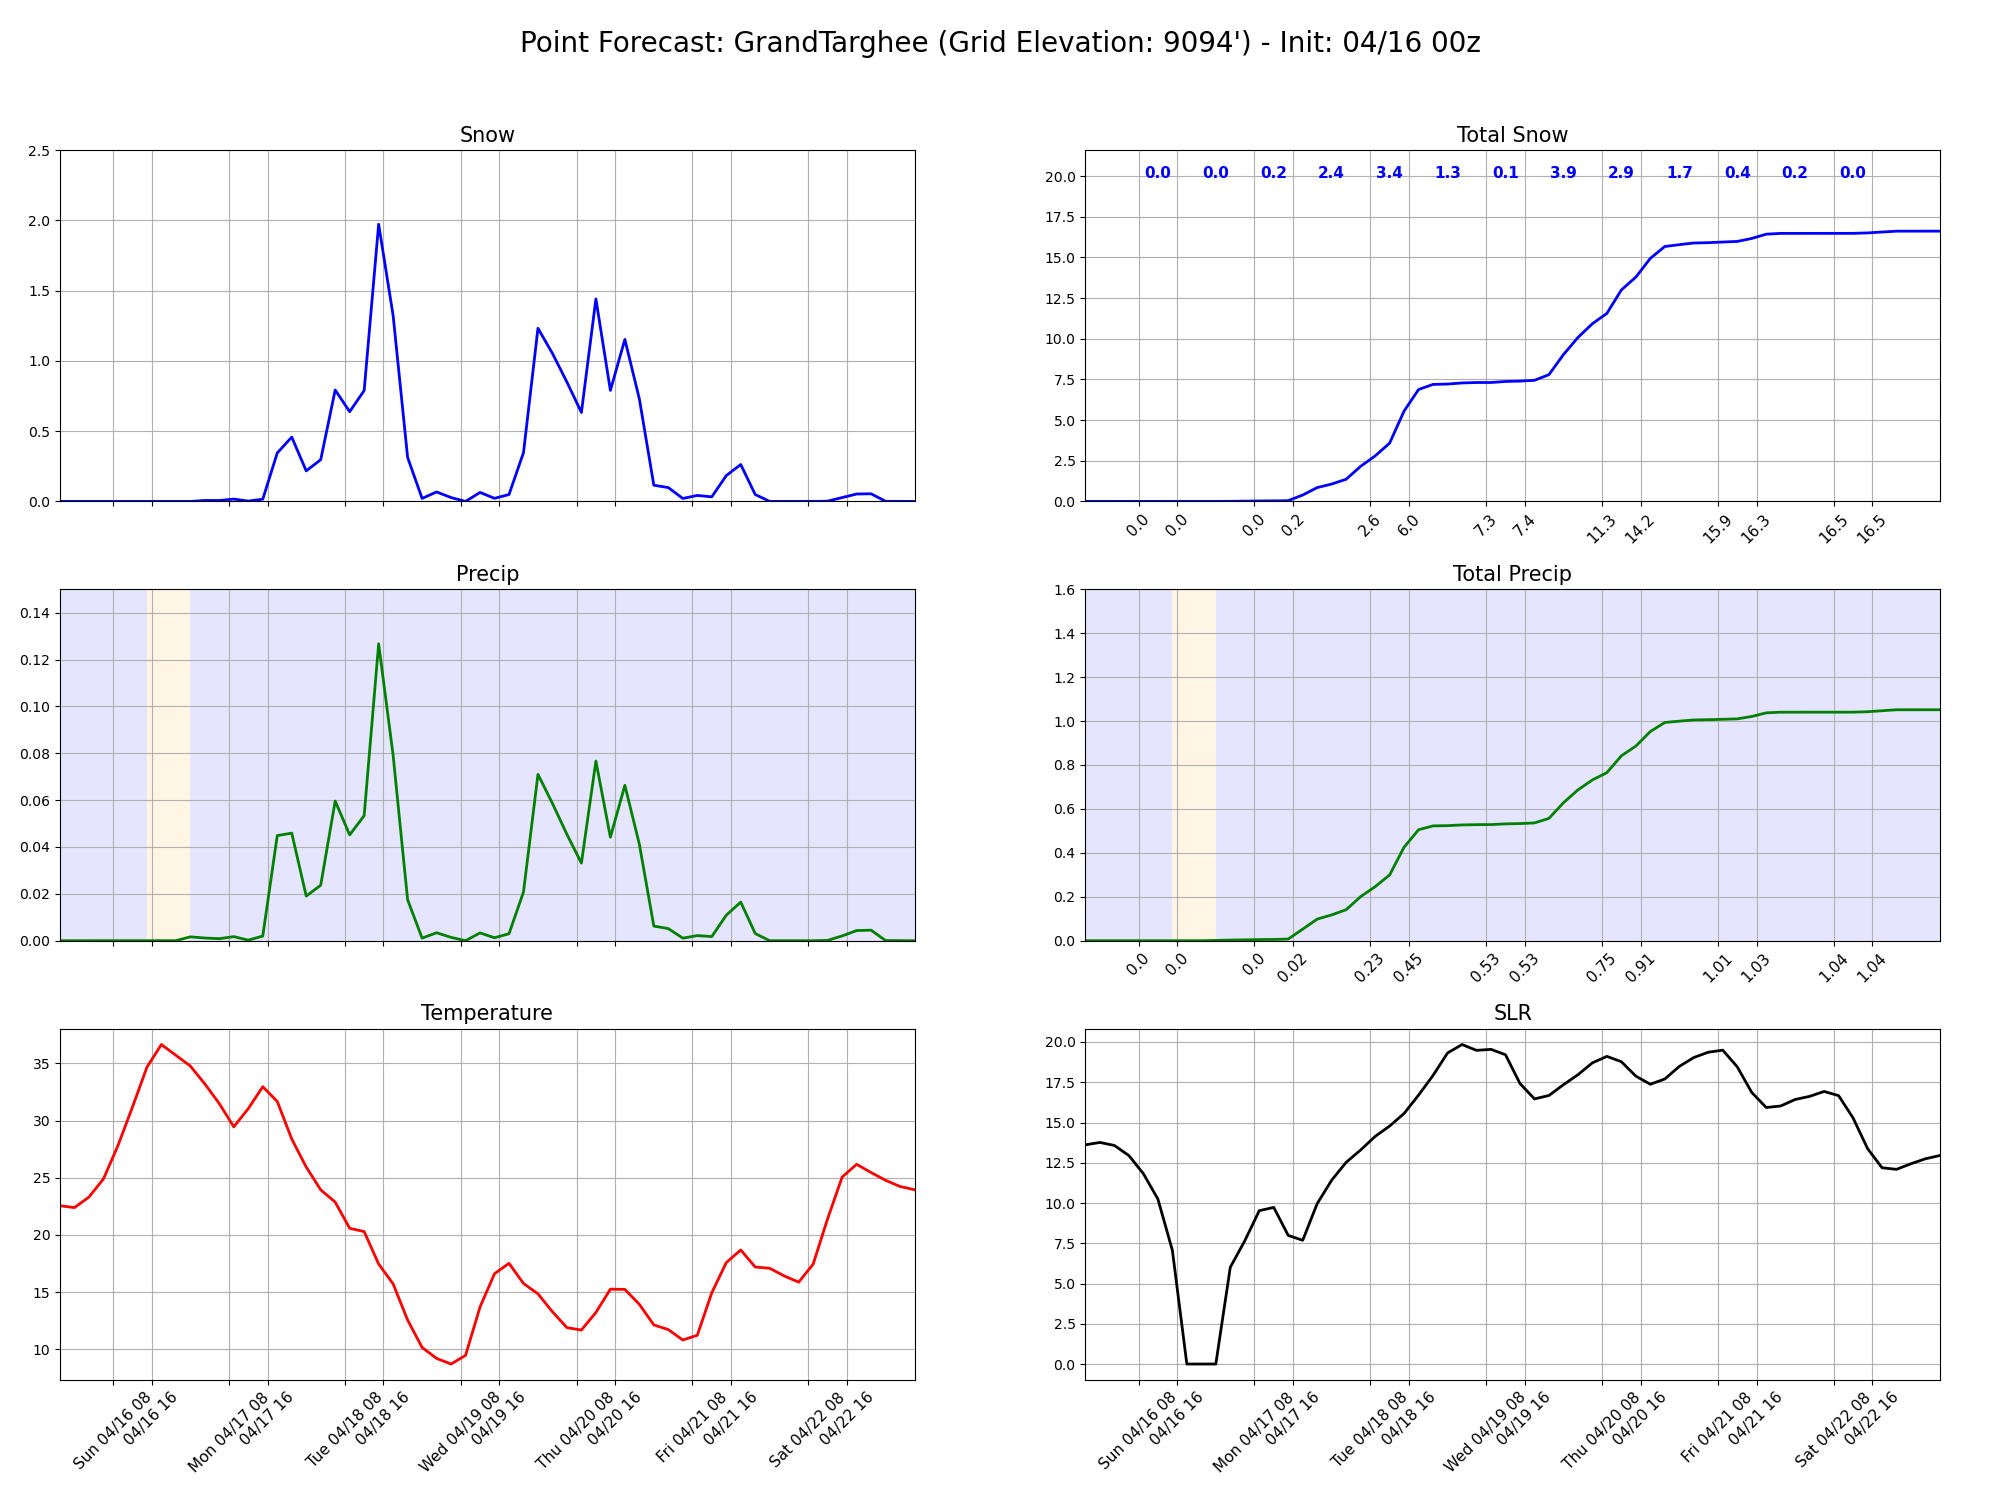 Point Forecast: GrandTarghee (Grid Elevation: 9094') - Init: 04/16 00z
Snow
2.5
2.0
1.5
1.0
0.5
0.0
Total Snow
0.0 0.0 0.2 2.4 3.4 1.3 0.1 3.9 2.9 1.7 0.4 0.2 0.0
20.0
17.5
15.0
12.5
10.0
7.5
5.0
2.5
0.0
0.0 0.0 0.0 0.2 2.6 6.0 7.3 7.4 11.3 14.2 15.9 16.3 16.5 16.5
Precip
0.14
0.12
0.10
0.08
0.06
0.04
0.02
0.00
Total Precip
1.6
1.4
1.2
1.0
0.8
0.6
0.4
0.2
0.0
0.0 0.0 0.0 0.02 0.23 0.45 0.53 0.53 0.75 0.91 1.01 1.03 1.04 1.04
Temperature
35
30
25
20
15
10
Sun 04/16 08
04/16 16
Mon 04/17 08
04/17 16
Tue 04/18 08
04/18 16
Wed 04/19 08
04/19 16
Thu 04/20 08
04/20 16
Fri 04/21 08
04/21 16
Sat 04/22 08
04/22 16
SLR
20.0
17.5
15.0
12.5
10.0
7.5
5.0
2.5
0.0
Sun 04/16 08
04/16 16
Mon 04/17 08
04/17 16
Tue 04/18 08
04/18 16
Wed 04/19 08
04/19 16
Thu 04/20 08
04/20 16
Fri 04/21 08
04/21 16
Sat 04/22 08
04/22 16